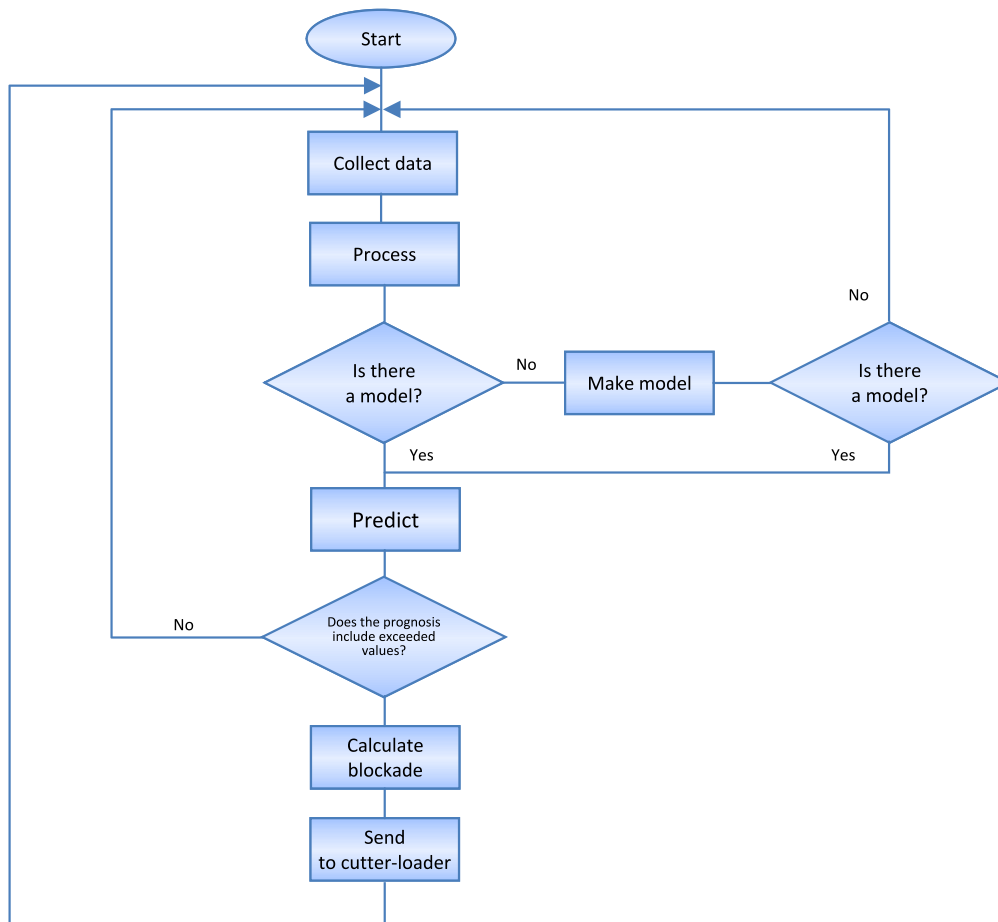 Start
Collect data
Process
No
Is there
a model?
No
Make model
Is there
a model?
Yes
Yes
Predict
Does the prognosis
include exceeded
values?
No
Calculate
blockade
Send
to cutter-loader